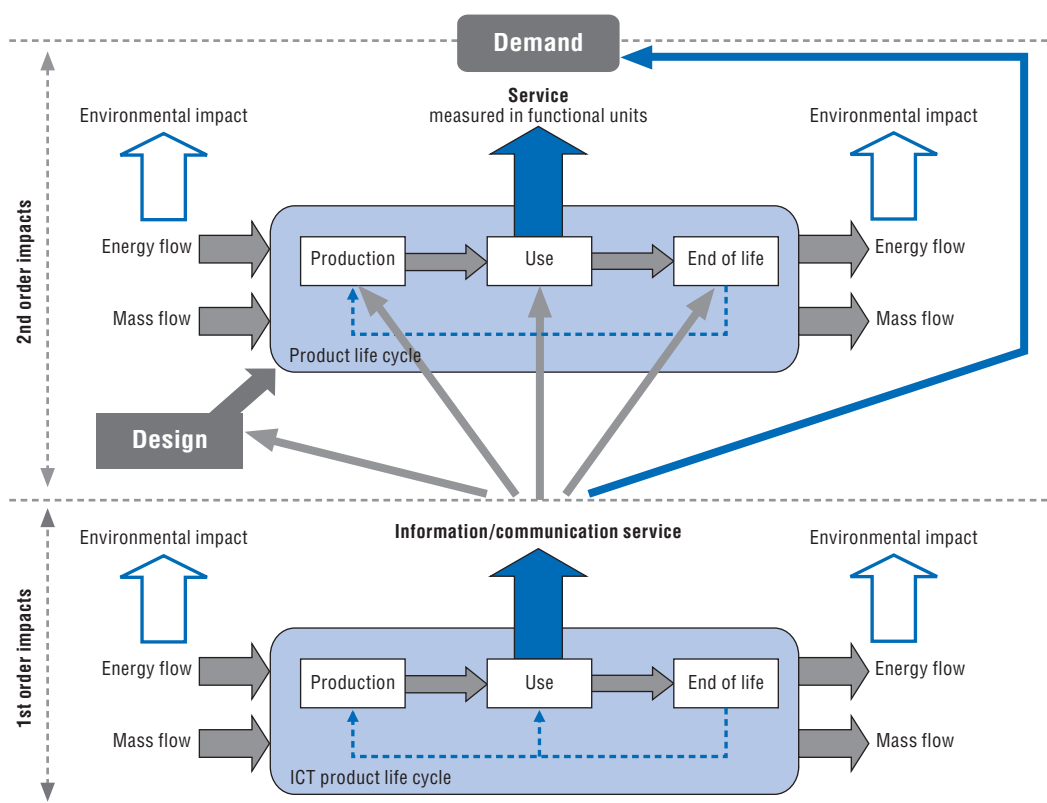 Demand
Service
measured in functional units
Environmental impact
Environmental impact
2nd order impacts
Energy flow
Production
Use
End of life
Energy flow
Mass flow
Mass flow
Product life cycle
Design
Information/communication service
Environmental impact
Environmental impact
1st order impacts
Energy flow
Production
Use
End of life
Energy flow
Mass flow
Mass flow
ICT product life cycle